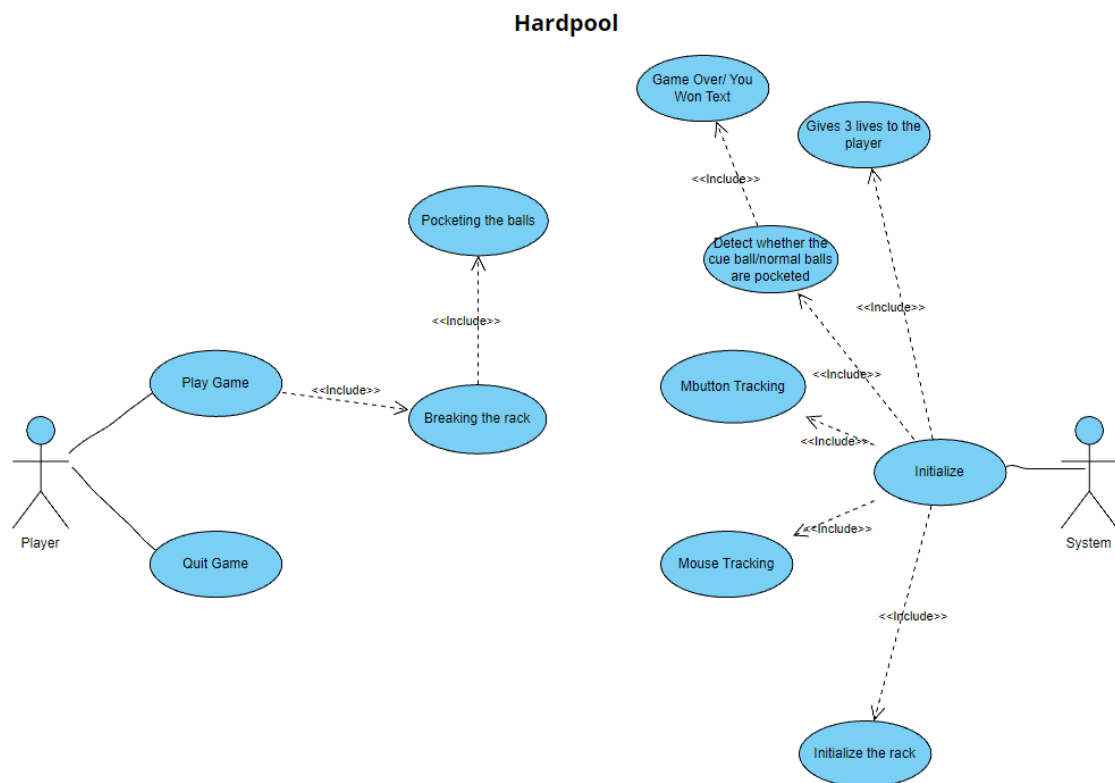 Hardpool
Game Over/ You
Won Text
Gives 3 lives to the
player
<<Include>>
Pocketing the balls
Detect whether the
cue ball/normal balls
are pocketed
<<Include>>
<<Include>>
Play Game
<<Include>>
Breaking the rack
Mbutton Tracking
<<Include>>
<<Include>>
Initialize
Player
System
Quit Game
Mouse Tracking
<<Include>>
<<Include>>
Initialize the rack